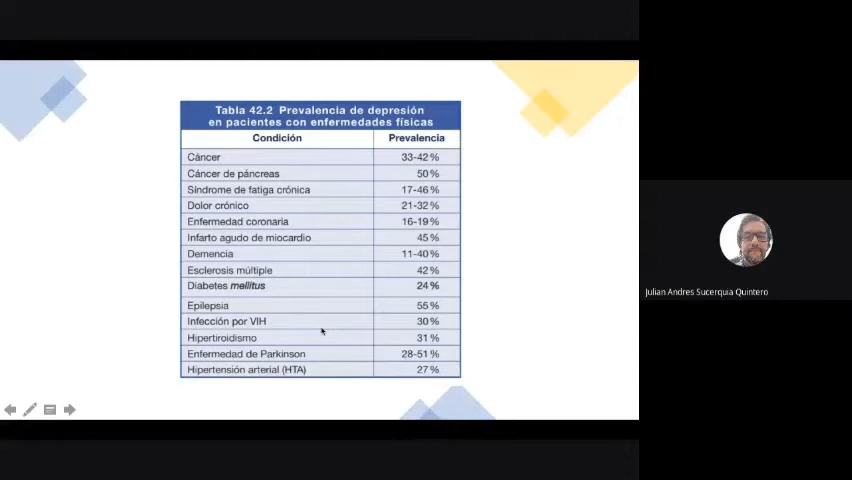 Tabla 42.2 Prevalencia de depresión
en pacientes con enfermedades físicas
Condición Prevalencia
Cáncer 33-42%
Cáncer de páncreas 50%
Síndrome de fatiga crónica 17-46%
Dolor crónico 21-32%
Enfermedad coronaria 16-19%
Infarto agudo de miocardio 45%
Demencia 11-40%
Esclerosis múltiple 42%
Diabetes mellitus 24%
Epilepsia 55%
Infección por VIH 30%
Hipertiroidismo 31%
Enfermedad de Parkinson 28-51%
Hipertensión arterial (HTA) 27%
Julian Andres Sucerquia Quintero